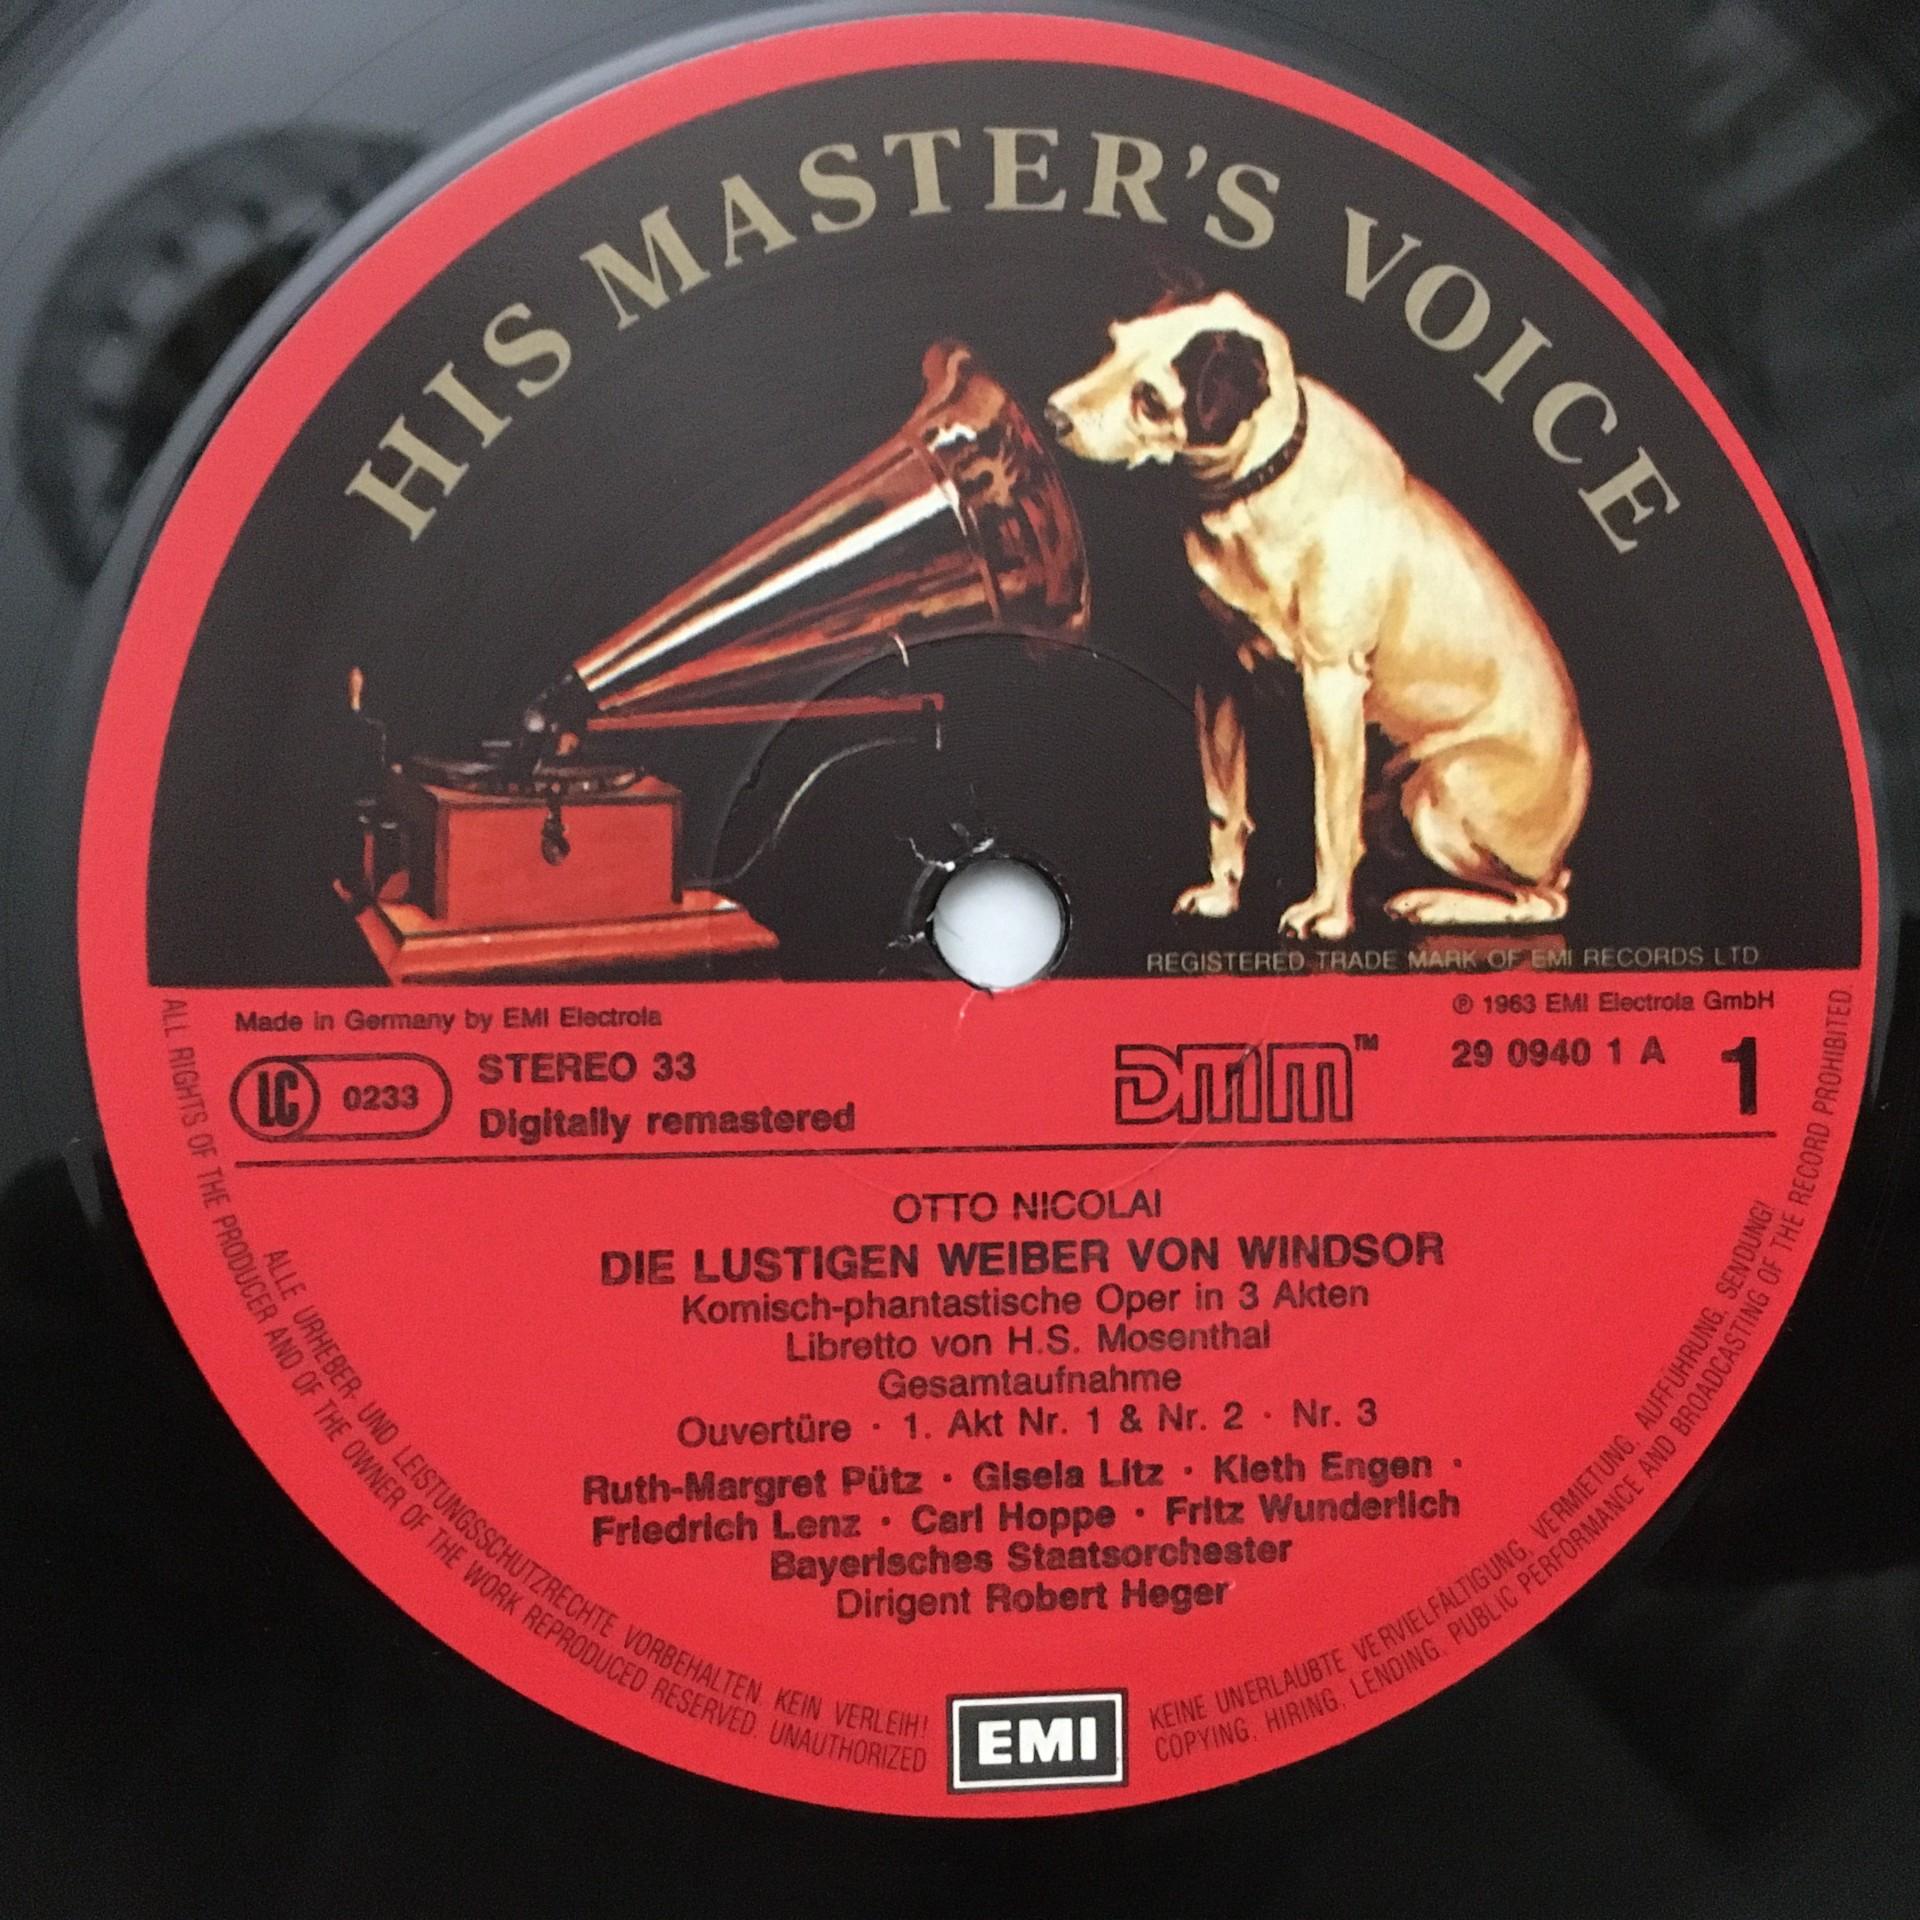 HIS MASTER'S VOICE
REGISTERED TRADE MARK OF EMI RECORDS LTD
Made in Germany by EMI Electrola
℗ 1963 EMI Electrola GmbH
LC 0233
STEREO 33
Digitally remastered
DMM™
29 0940 1 A
1
OTTO NICOLAI
DIE LUSTIGEN WEIBER VON WINDSOR
Komisch-phantastische Oper in 3 Akten
Libretto von H.S. Mosenthal
Gesamtaufnahme
Ouvertüre · 1. Akt Nr. 1 & Nr. 2 · Nr. 3
Ruth-Margret Pütz · Gisela Litz · Kieth Engen ·
Friedrich Lenz · Carl Hoppe · Fritz Wunderlich
Bayerisches Staatsorchester
Dirigent Robert Heger
EMI
ALLE URHEBER- UND LEISTUNGSSCHUTZRECHTE VORBEHALTEN. KEIN VERLEIH! KEINE UNERLAUBTE VERVIELFÄLTIGUNG, VERMIETUNG, AUFFÜHRUNG, SENDUNG!
ALL RIGHTS OF THE PRODUCER AND OF THE OWNER OF THE WORK REPRODUCED RESERVED. UNAUTHORIZED COPYING, HIRING, LENDING, PUBLIC PERFORMANCE AND BROADCASTING OF THE RECORD PROHIBITED.